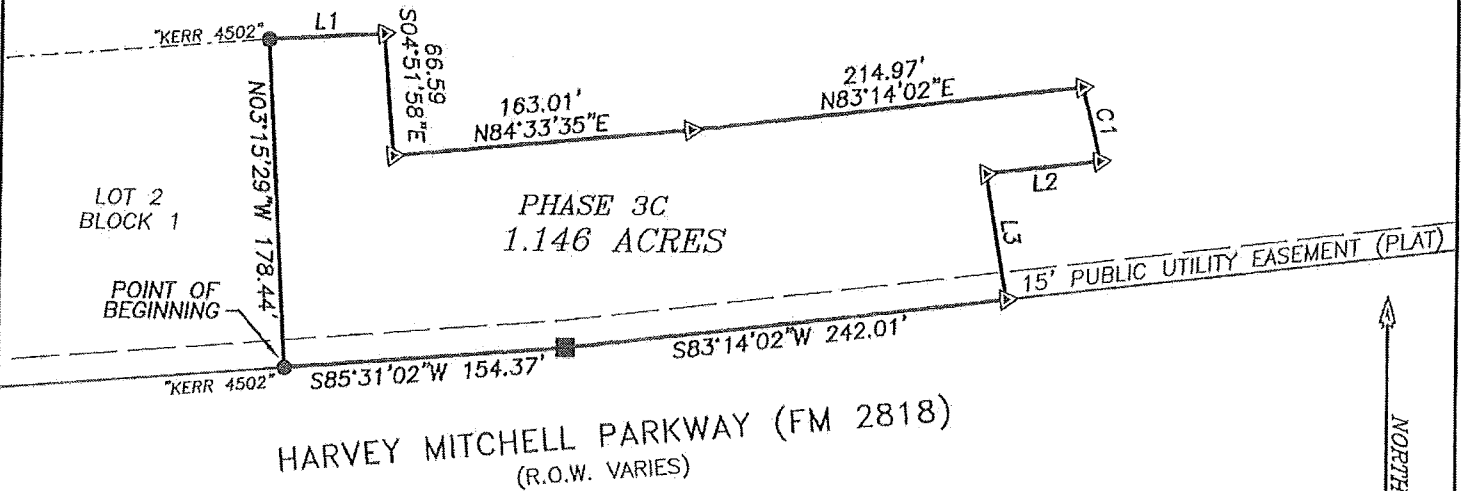 "KERR 4502"
L1
S04°51'58"E
66.59
163.01'
N84°33'35"E
214.97'
N83°14'02"E
C1
L2
L3
N03°15'29"W 178.44'
LOT 2
BLOCK 1
PHASE 3C
1.146 ACRES
POINT OF
BEGINNING
15' PUBLIC UTILITY EASEMENT (PLAT)
"KERR 4502"
S85°31'02"W 154.37'
S83°14'02"W 242.01'
HARVEY MITCHELL PARKWAY (FM 2818)
(R.O.W. VARIES)
NORTH